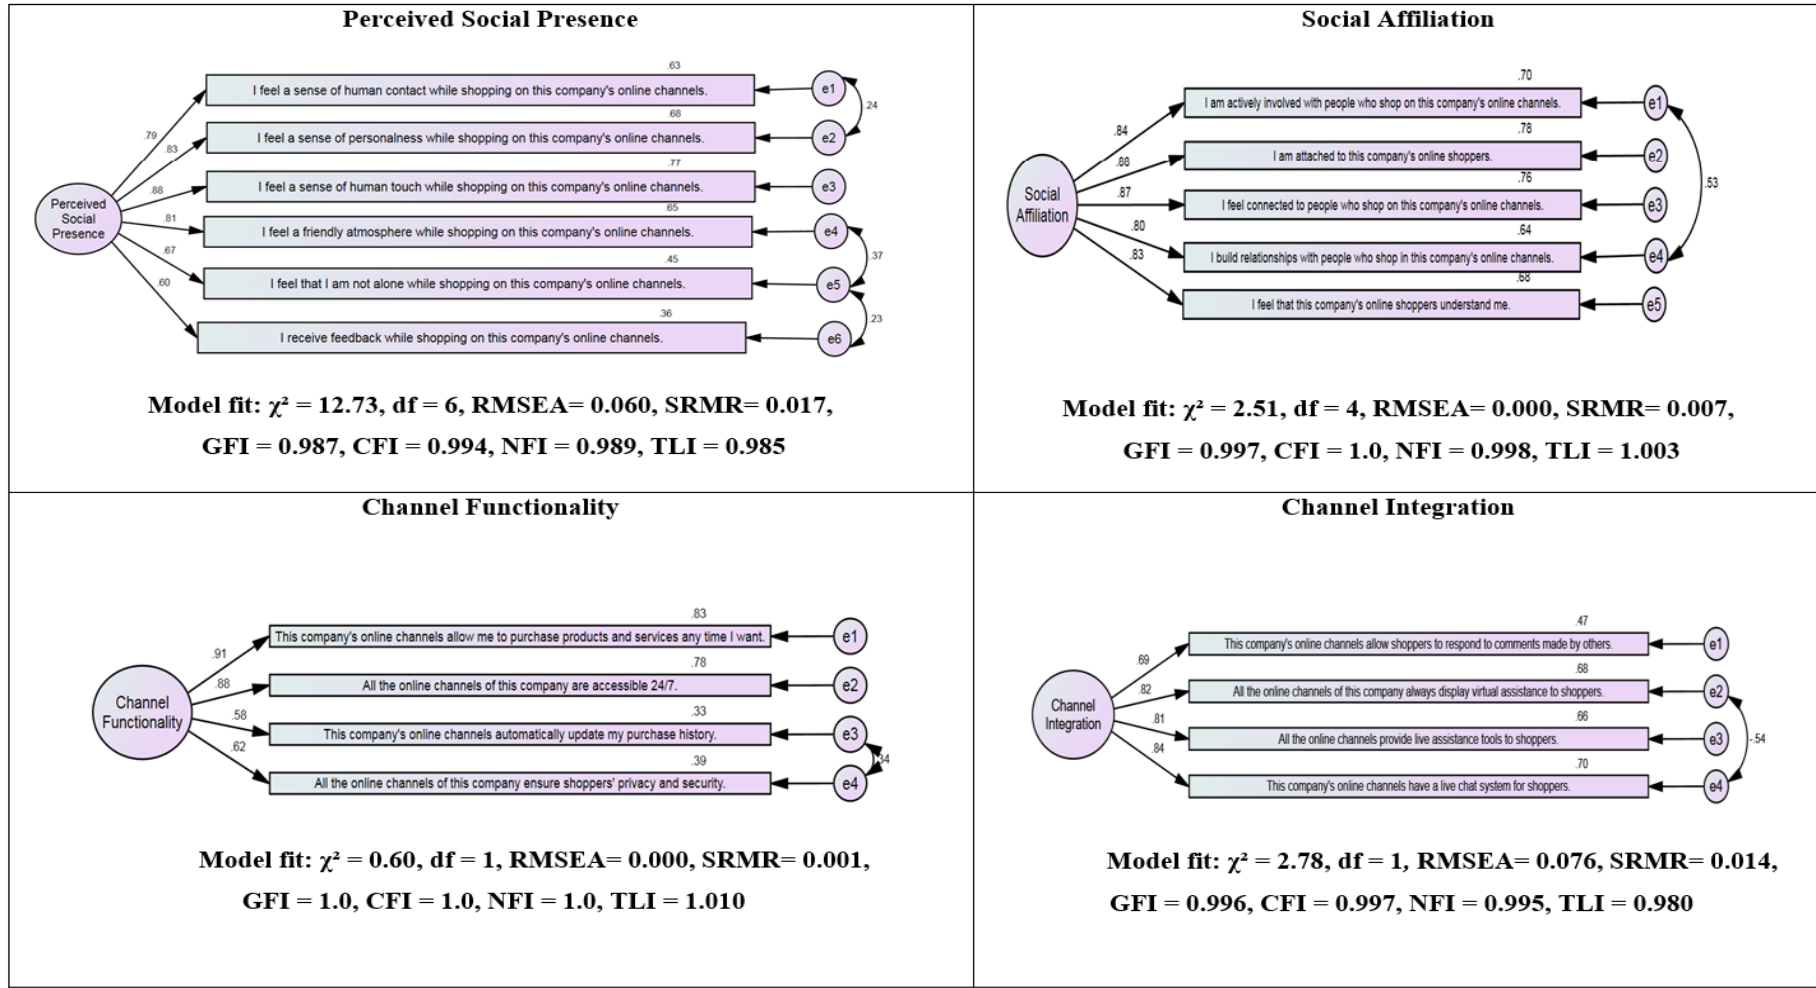 Perceived Social Presence
.63
I feel a sense of human contact while shopping on this company's online channels.
e1
.24
.79
.68
I feel a sense of personalness while shopping on this company's online channels.
e2
.83
.77
I feel a sense of human touch while shopping on this company's online channels.
e3
.88
Perceived
Social
Presence
.65
I feel a friendly atmosphere while shopping on this company's online channels.
e4
.81
.37
.67
.45
I feel that I am not alone while shopping on this company's online channels.
e5
.60
.23
.36
I receive feedback while shopping on this company's online channels.
e6
Model fit: χ² = 12.73, df = 6, RMSEA= 0.060, SRMR= 0.017,
GFI = 0.987, CFI = 0.994, NFI = 0.989, TLI = 0.985
Social Affiliation
.70
I am actively involved with people who shop on this company's online channels.
e1
.84
.78
I am attached to this company's online shoppers.
e2
.88
.53
.76
Social
Affiliation
.87
I feel connected to people who shop on this company's online channels.
e3
.80
.64
I build relationships with people who shop in this company's online channels.
e4
.83
.68
I feel that this company's online shoppers understand me.
e5
Model fit: χ² = 2.51, df = 4, RMSEA= 0.000, SRMR= 0.007,
GFI = 0.997, CFI = 1.0, NFI = 0.998, TLI = 1.003
Channel Functionality
.83
This company's online channels allow me to purchase products and services any time I want.
e1
.91
.78
All the online channels of this company are accessible 24/7.
e2
.88
Channel
Functionality
.33
This company's online channels automatically update my purchase history.
e3
.58
.62
.39
All the online channels of this company ensure shoppers' privacy and security.
e4
Model fit: χ² = 0.60, df = 1, RMSEA= 0.000, SRMR= 0.001,
GFI = 1.0, CFI = 1.0, NFI = 1.0, TLI = 1.010
Channel Integration
.47
This company's online channels allow shoppers to respond to comments made by others.
e1
.69
.68
All the online channels of this company always display virtual assistance to shoppers.
e2
.82
Channel
Integration
.66
All the online channels provide live assistance tools to shoppers.
e3
.81
-.54
.84
.70
This company's online channels have a live chat system for shoppers.
e4
Model fit: χ² = 2.78, df = 1, RMSEA= 0.076, SRMR= 0.014,
GFI = 0.996, CFI = 0.997, NFI = 0.995, TLI = 0.980